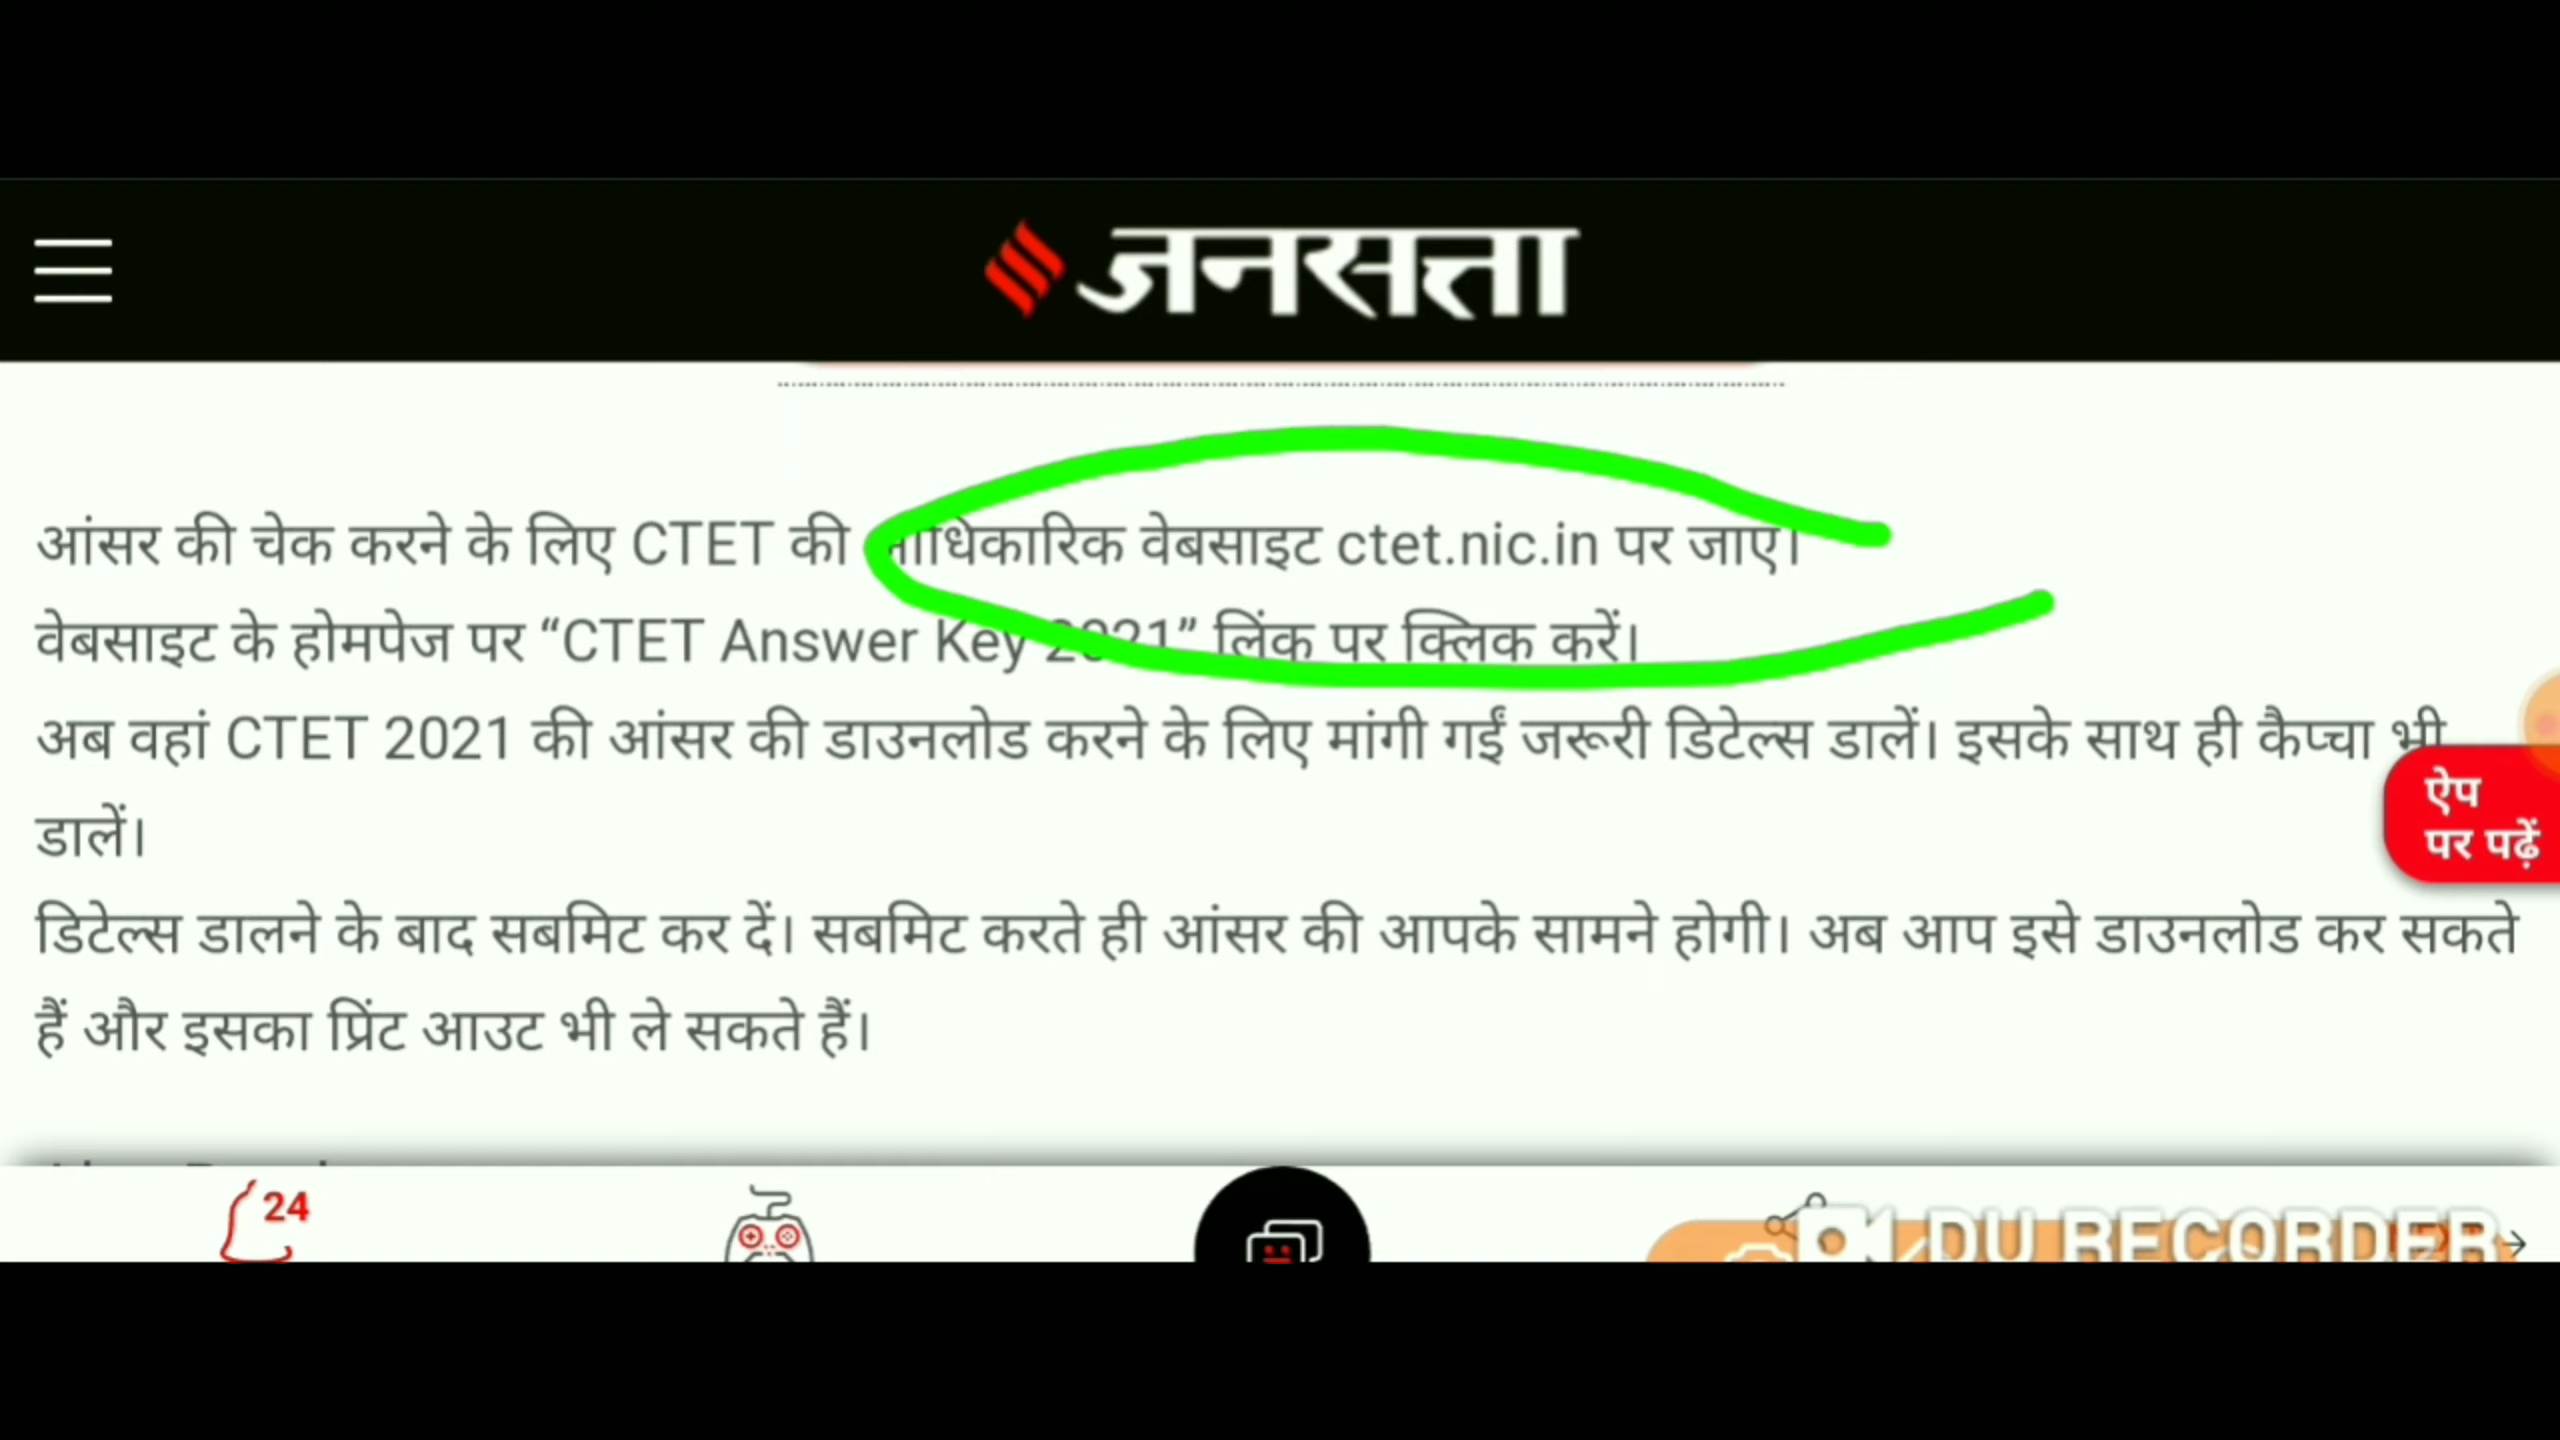 जनसत्ता
आंसर की चेक करने के लिए CTET की आधिकारिक वेबसाइट ctet.nic.in पर जाए।
वेबसाइट के होमपेज पर “CTET Answer Key 2021” लिंक पर क्लिक करें।
अब वहां CTET 2021 की आंसर की डाउनलोड करने के लिए मांगी गईं जरूरी डिटेल्स डालें। इसके साथ ही कैप्चा भी
डालें।
ऐप
पर पढ़ें
डिटेल्स डालने के बाद सबमिट कर दें। सबमिट करते ही आंसर की आपके सामने होगी। अब आप इसे डाउनलोड कर सकते
हैं और इसका प्रिंट आउट भी ले सकते हैं।
24
DU RECORDER